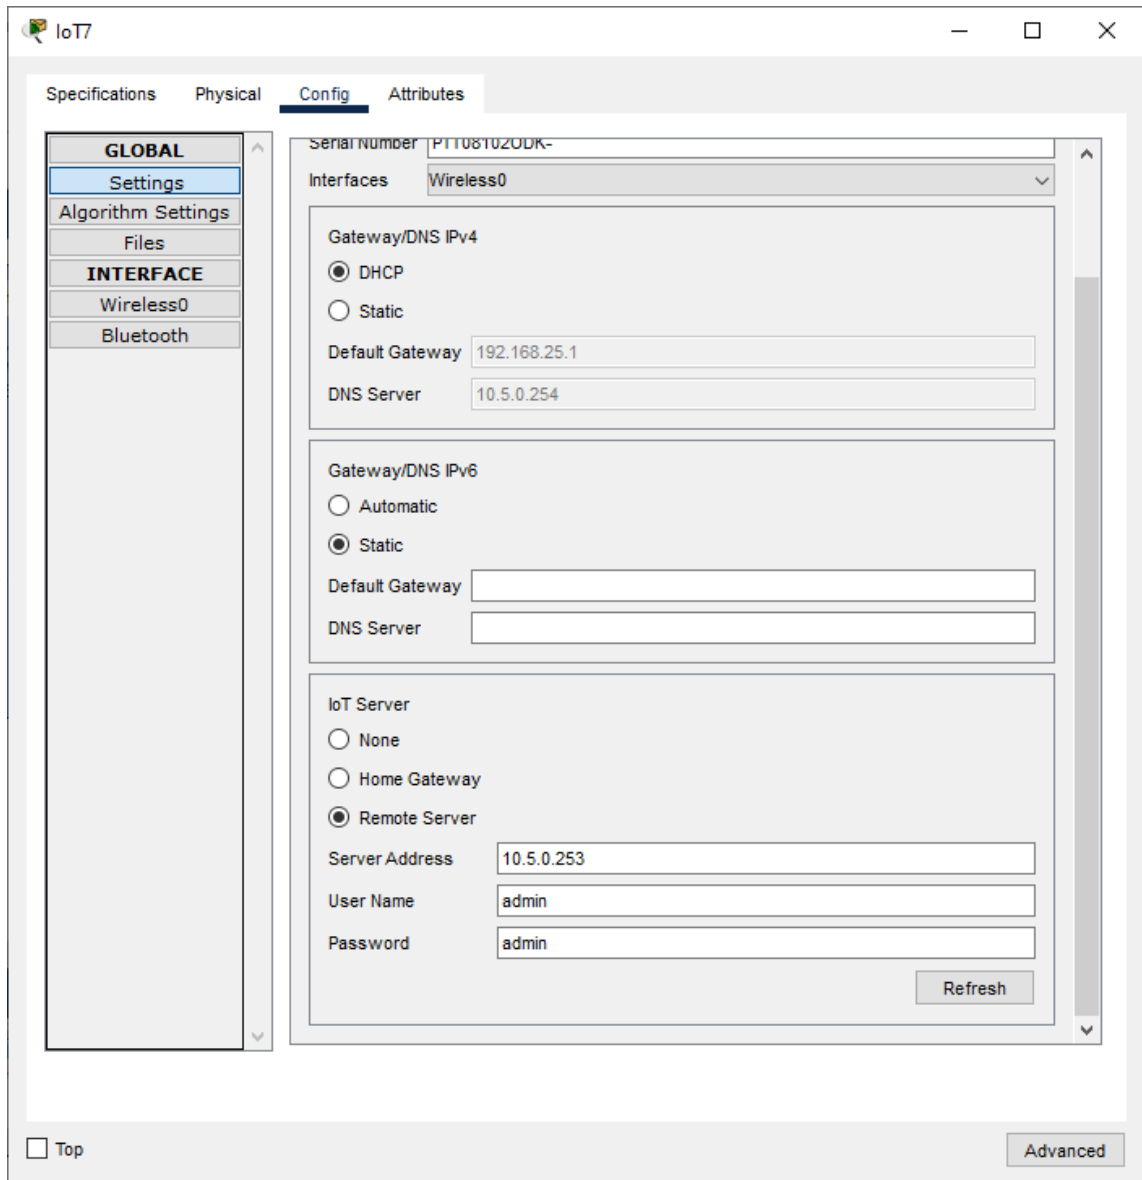 IoT7
Specifications Physical Config Attributes
GLOBAL
Settings
Algorithm Settings
Files
INTERFACE
Wireless0
Bluetooth
Serial Number PTT08102ODK-
Interfaces Wireless0
Gateway/DNS IPv4
DHCP
Static
Default Gateway 192.168.25.1
DNS Server 10.5.0.254
Gateway/DNS IPv6
Automatic
Static
Default Gateway
DNS Server
IoT Server
None
Home Gateway
Remote Server
Server Address 10.5.0.253
User Name admin
Password admin
Refresh
Top
Advanced